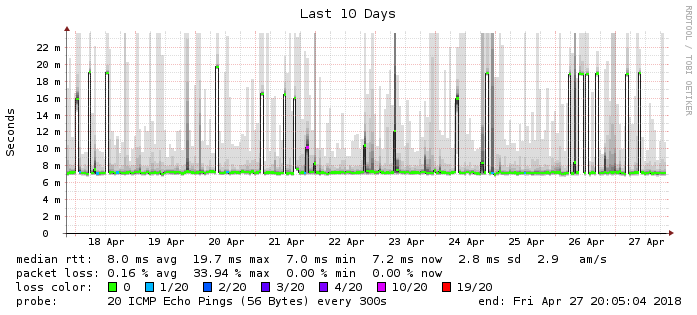 Last 10 Days
RRDTOOL / TOBI OETIKER
Seconds
22 m
20 m
18 m
16 m
14 m
12 m
10 m
8 m
6 m
4 m
2 m
0
18 Apr 19 Apr 20 Apr 21 Apr 22 Apr 23 Apr 24 Apr 25 Apr 26 Apr 27 Apr
median rtt: 8.0 ms avg 19.7 ms max 7.0 ms min 7.2 ms now 2.8 ms sd 2.9 am/s
packet loss: 0.16 % avg 33.94 % max 0.00 % min 0.00 % now
loss color: 0 1/20 2/20 3/20 4/20 10/20 19/20
probe: 20 ICMP Echo Pings (56 Bytes) every 300s end: Fri Apr 27 20:05:04 2018